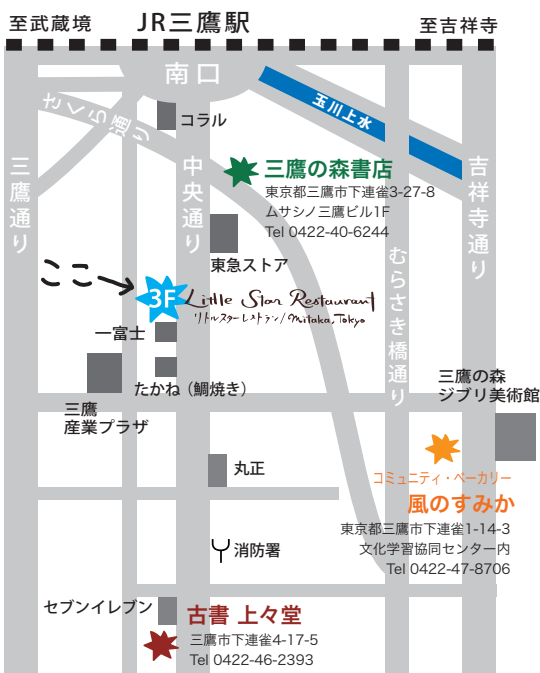 至武蔵境
JR三鷹駅
至吉祥寺
南口
さくら通り
玉川上水
コラル
三鷹通り
中央通り
吉祥寺通り
三鷹の森書店
東京都三鷹市下連雀3-27-8
ムサシノ三鷹ビル1F
Tel 0422-40-6244
東急ストア
むらさき橋通り
ここ
3F
Little Star Restaurant
リトルスターレストラン/Mitaka,Tokyo
一富士
たかね（鯛焼き）
三鷹
産業プラザ
三鷹の森
ジブリ美術館
丸正
コミュニティ・ベーカリー
風のすみか
東京都三鷹市下連雀1-14-3
文化学習協同センター内
Tel 0422-47-8706
消防署
セブンイレブン
古書 上々堂
三鷹市下連雀4-17-5
Tel 0422-46-2393